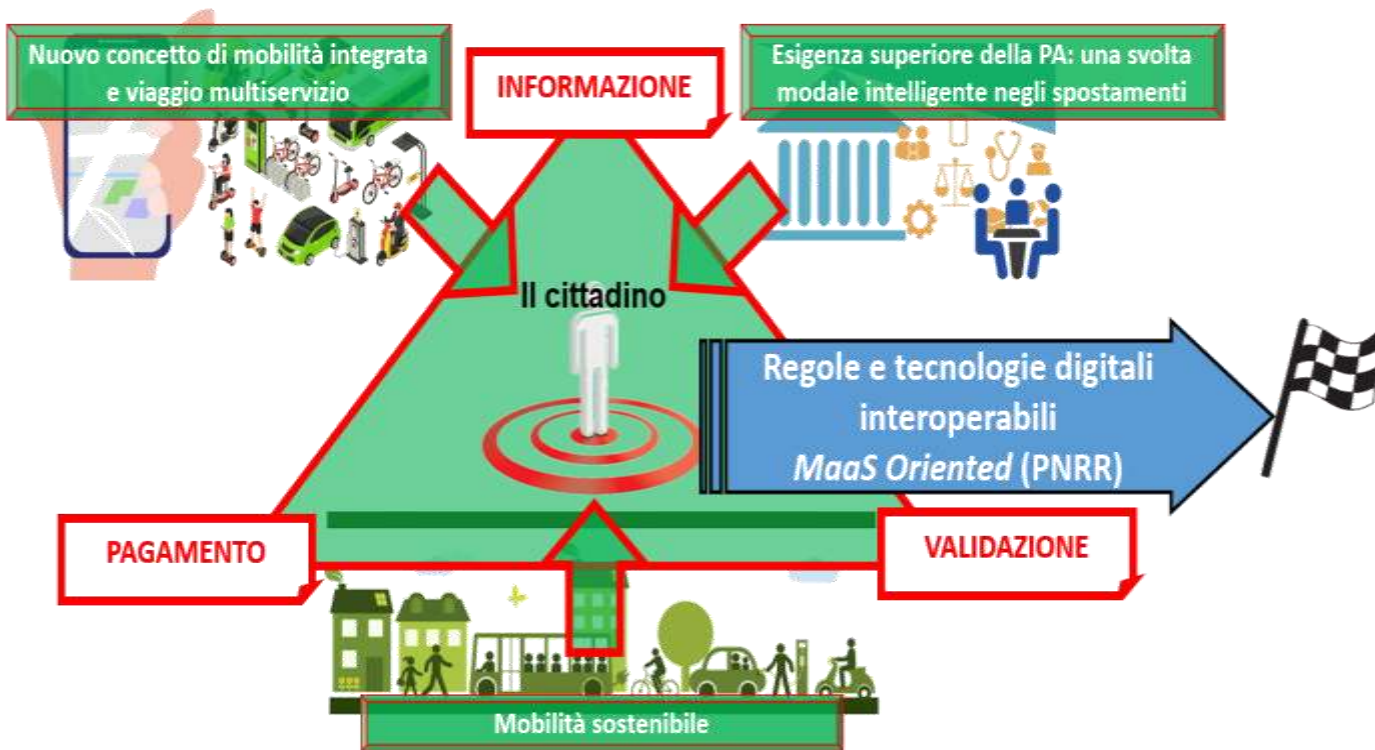 Nuovo concetto di mobilità integrata
e viaggio multiservizio
INFORMAZIONE
Esigenza superiore della PA: una svolta
modale intelligente negli spostamenti
Il cittadino
Regole e tecnologie digitali
interoperabili
MaaS Oriented (PNRR)
PAGAMENTO
VALIDAZIONE
Mobilità sostenibile